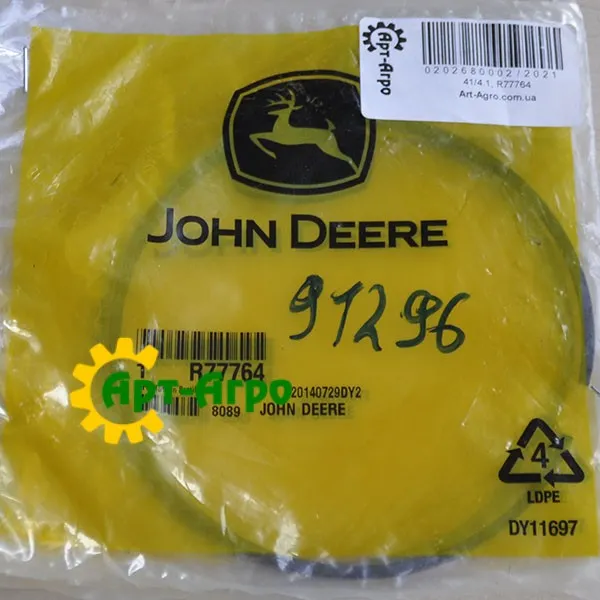 Арт-Агро
0202680002/2021
41/4.1, R77764
Art-Agro.com.ua
JOHN DEERE
91296
1 R77764
Арт-Агро
20140729DY2
8089 JOHN DEERE
4
LDPE
DY11697